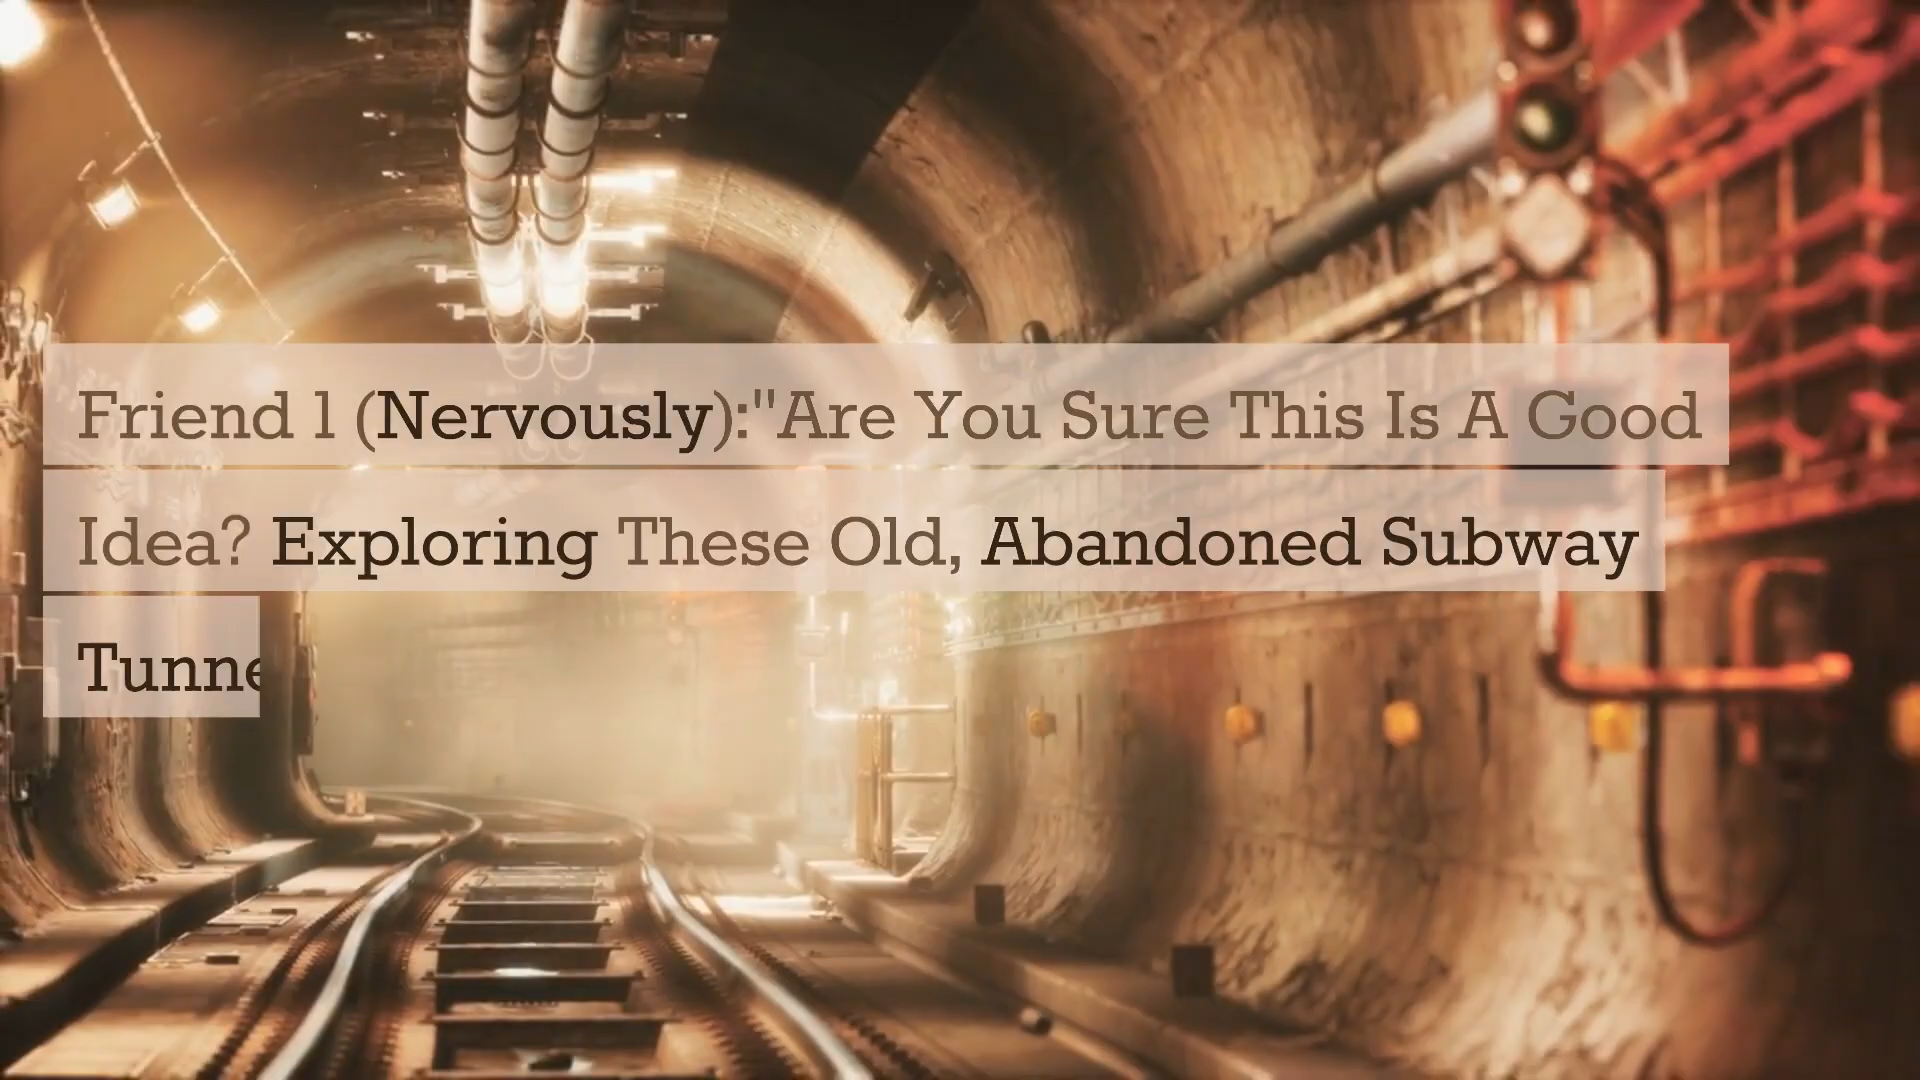 Friend 1 (Nervously):"Are You Sure This Is A Good
Idea? Exploring These Old, Abandoned Subway
Tunne